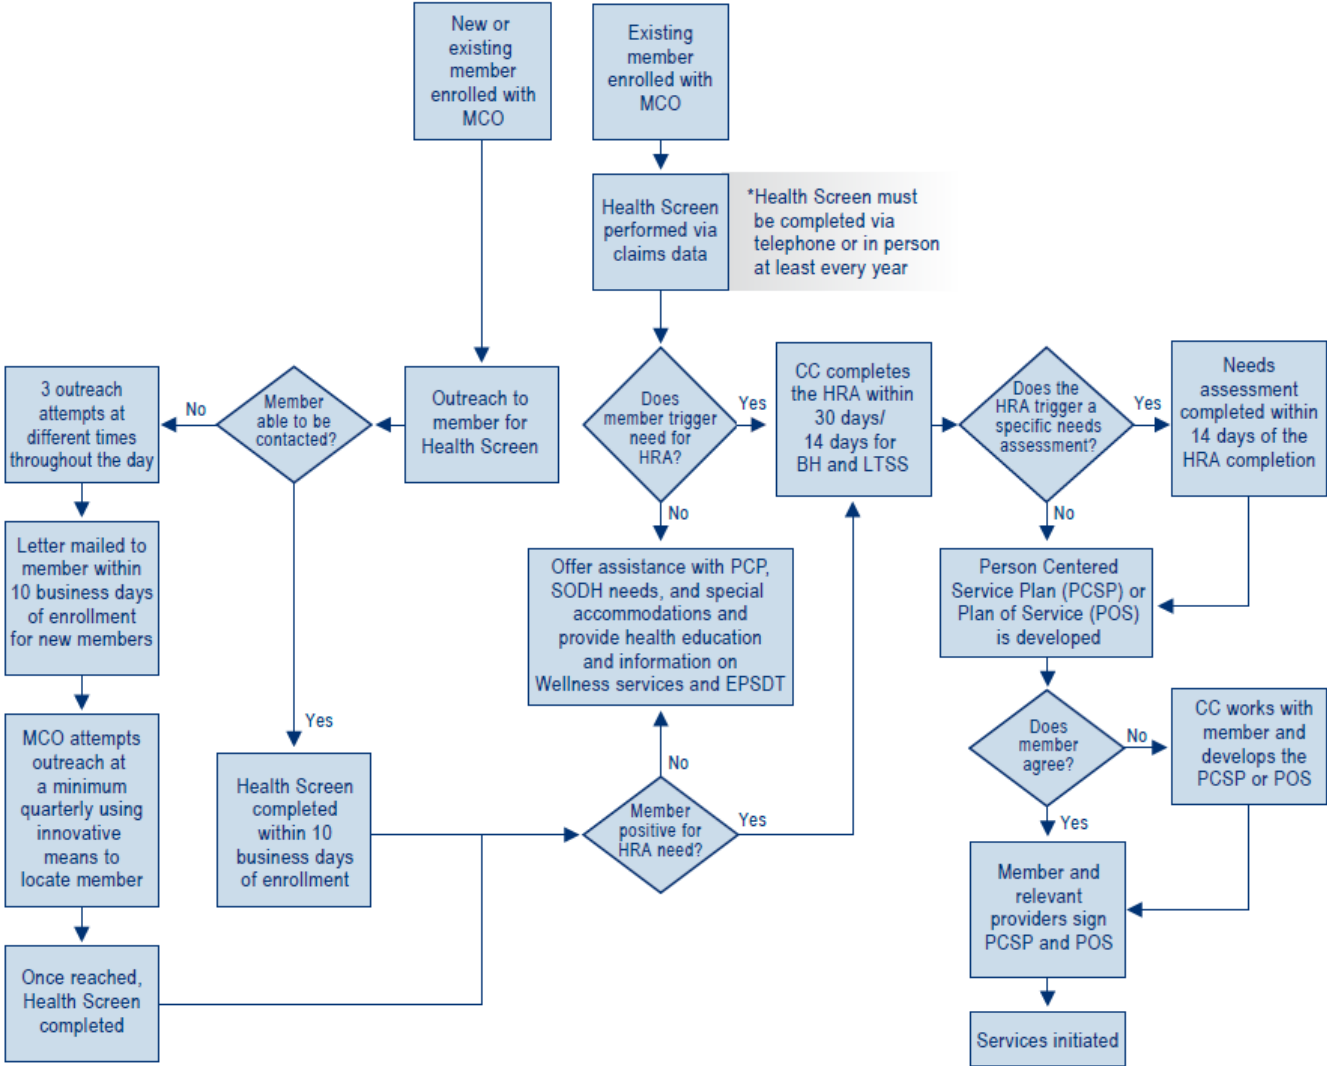 New or
existing
member
enrolled with
MCO
Existing
member
enrolled with
MCO
Health Screen
performed via
claims data
*Health Screen must
be completed via
telephone or in person
at least every year
3 outreach
attempts at
different times
throughout the day
No
Member
able to be
contacted?
Outreach to
member for
Health Screen
Does
member trigger
need for
HRA?
Yes
CC completes
the HRA within
30 days/
14 days for
BH and LTSS
Does the
HRA trigger a
specific needs
assessment?
Yes
Needs
assessment
completed within
14 days of the
HRA completion
No
No
Letter mailed to
member within
10 business days
of enrollment
for new members
Offer assistance with PCP,
SODH needs, and special
accommodations and
provide health education
and information on
Wellness services and EPSDT
Person Centered
Service Plan (PCSP) or
Plan of Service (POS)
is developed
MCO attempts
outreach at
a minimum
quarterly using
innovative
means to
locate member
Yes
Health Screen
completed
within 10
business days
of enrollment
No
Member
positive for
HRA need?
Yes
Does
member
agree?
No
CC works with
member and
develops the
PCSP or POS
Yes
Member and
relevant
providers sign
PCSP and POS
Once reached,
Health Screen
completed
Services initiated